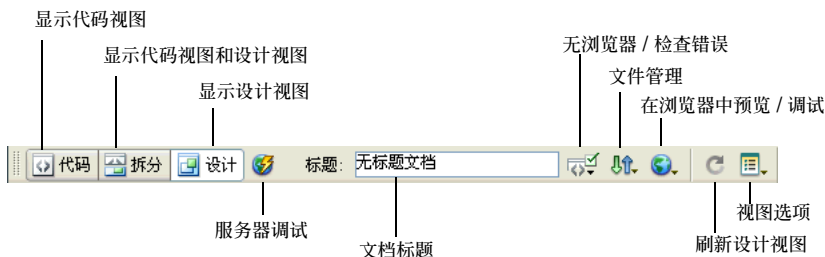 显示代码视图
显示代码视图和设计视图
显示设计视图
无浏览器 / 检查错误
文件管理
在浏览器中预览 / 调试
代码 拆分 设计 标题: 无标题文档
服务器调试
文档标题
视图选项
刷新设计视图